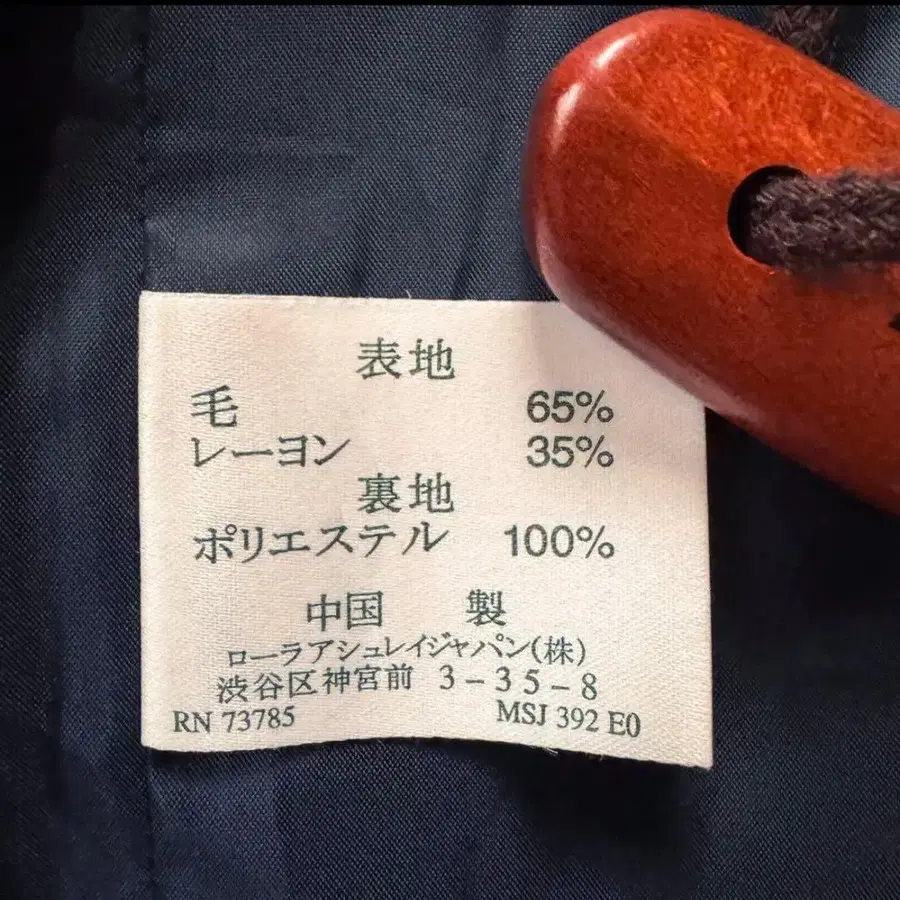 表地
毛 65%
レーヨン 35%
裏地
ポリエステル 100%
中国 製
ローラアシュレイジャパン(株)
渋谷区神宮前 3-35-8
RN 73785 MSJ 392 E0